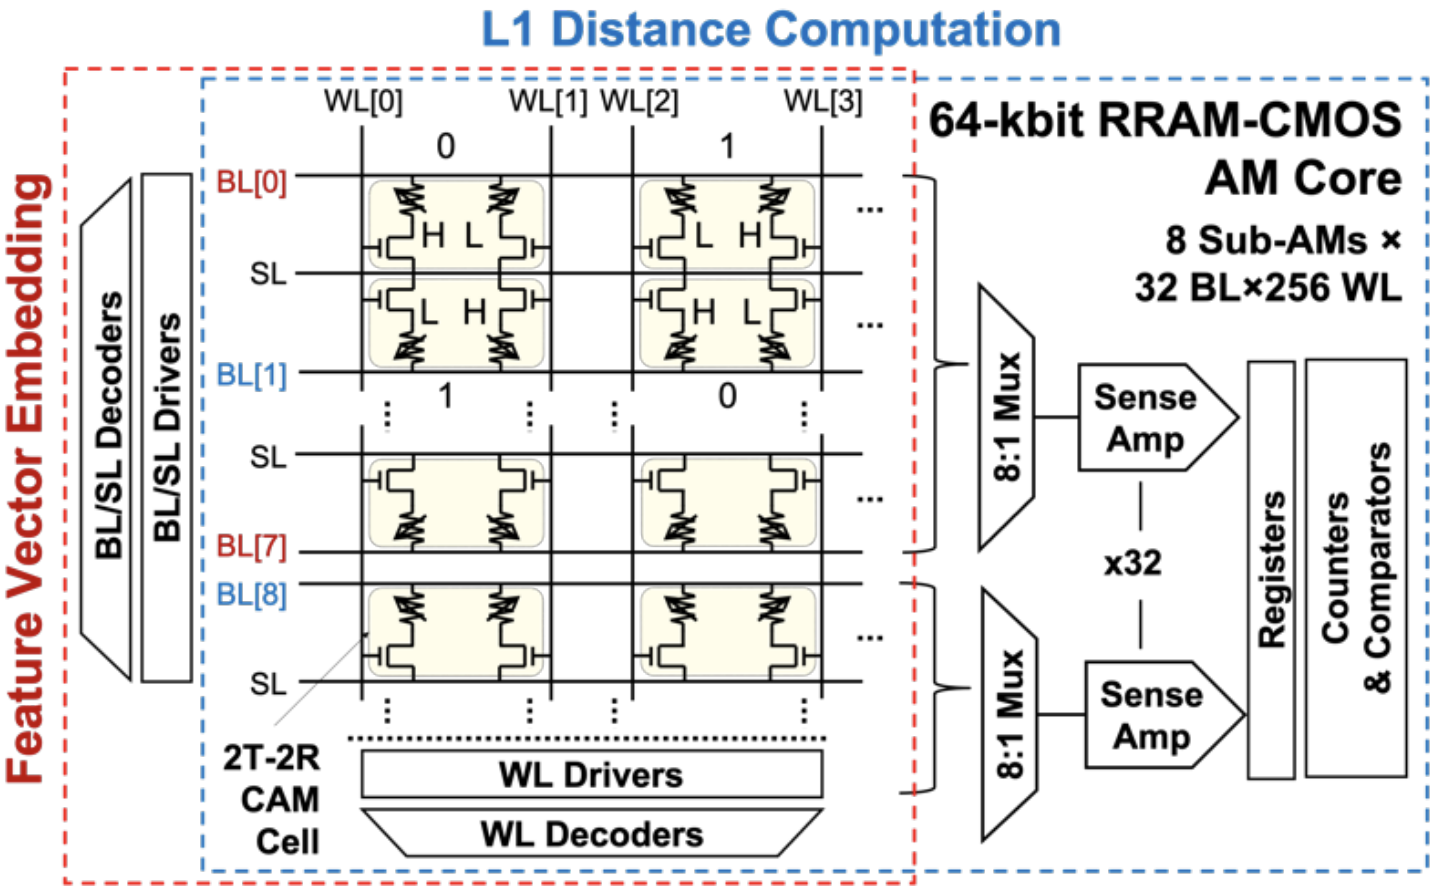 L1 Distance Computation
Feature Vector Embedding
BL/SL Decoders
BL/SL Drivers
WL[0] WL[1] WL[2] WL[3]
0 1
BL[0]
H L L H ...
SL
L H H L ...
BL[1]
1 0
SL
...
BL[7]
BL[8]
...
SL
2T-2R
CAM
Cell
WL Drivers
WL Decoders
64-kbit RRAM-CMOS
AM Core
8 Sub-AMs ×
32 BL×256 WL
8:1 Mux
Sense
Amp
x32
8:1 Mux
Sense
Amp
Registers
Counters
& Comparators